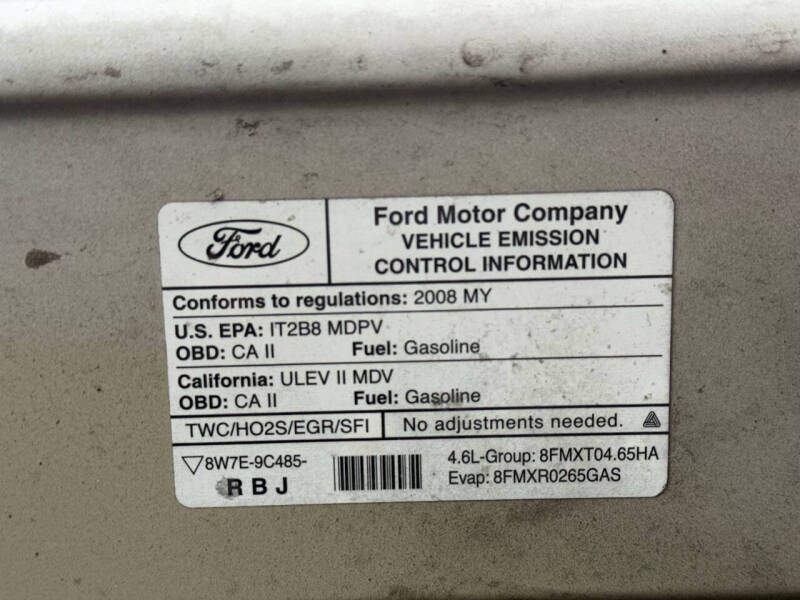 Ford
Ford Motor Company
VEHICLE EMISSION
CONTROL INFORMATION
Conforms to regulations: 2008 MY
U.S. EPA: IT2B8 MDPV
OBD: CA II Fuel: Gasoline
California: ULEV II MDV
OBD: CA II Fuel: Gasoline
TWC/HO2S/EGR/SFI No adjustments needed.
8W7E-9C485-
RBJ
4.6L-Group: 8FMXT04.65HA
Evap: 8FMXR0265GAS